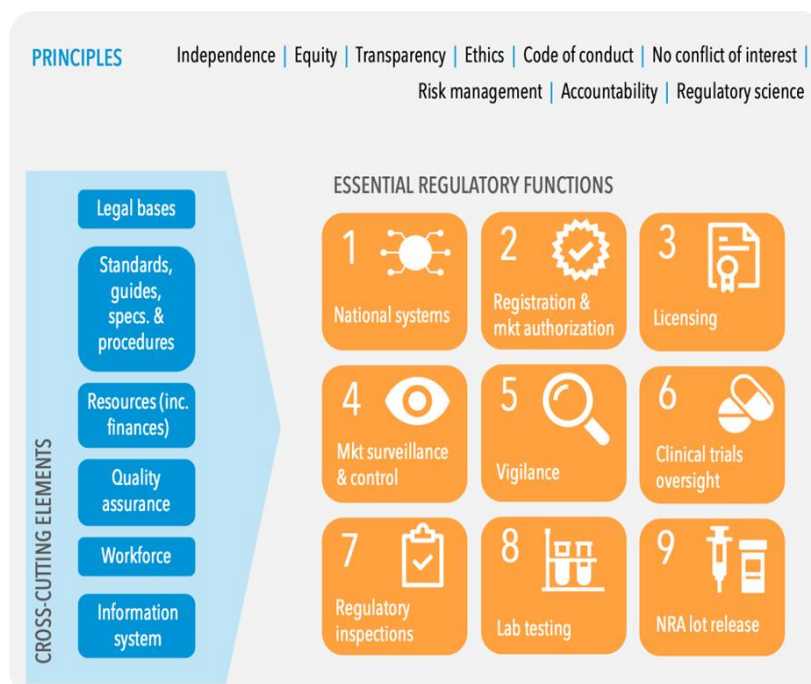 PRINCIPLES
Independence | Equity | Transparency | Ethics | Code of conduct | No conflict of interest |
Risk management | Accountability | Regulatory science
CROSS-CUTTING ELEMENTS
Legal bases
Standards,
guides,
specs. &
procedures
Resources (inc.
finances)
Quality
assurance
Workforce
Information
system
ESSENTIAL REGULATORY FUNCTIONS
1
National systems
2
Registration &
mkt authorization
3
Licensing
4
Mkt surveillance
& control
5
Vigilance
6
Clinical trials
oversight
7
Regulatory
inspections
8
Lab testing
9
NRA lot release